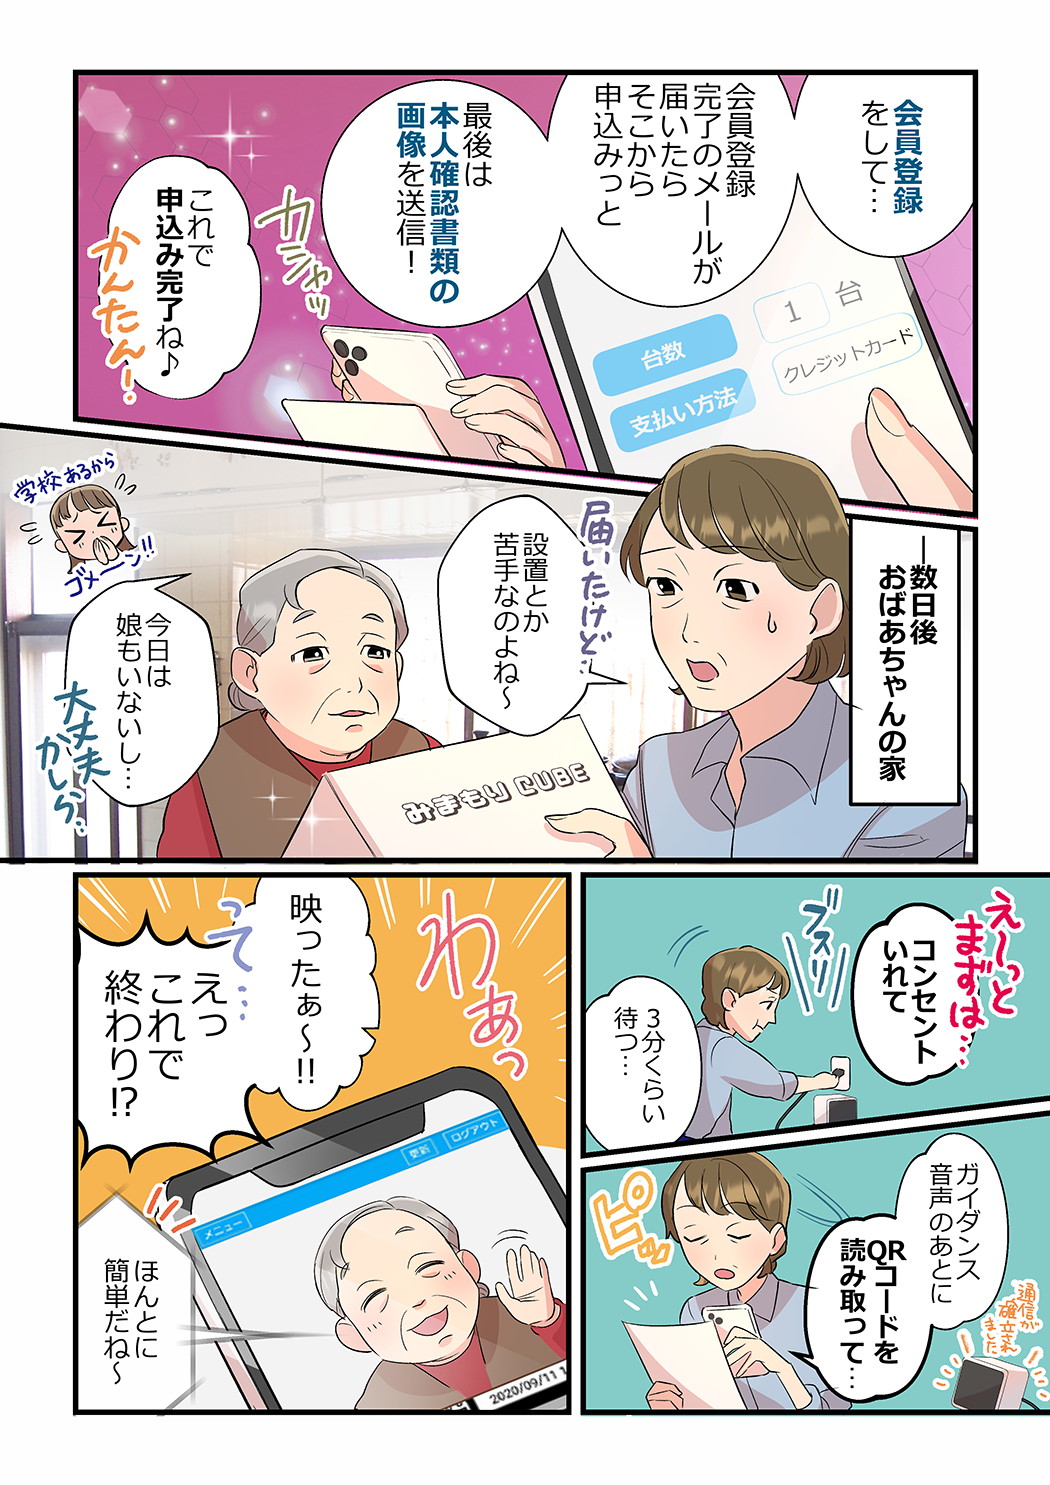 会員登録
をして…
会員登録
完了のメールが
届いたら
そこから
申込みっと
1 台
台数
クレジットカード
支払い方法
最後は
本人確認書類の
画像を送信！
カシャッ
これで
申込み完了ね♪
かんたん！
―数日後
おばあちゃんの家
届いたけど…
設置とか
苦手なのよね～
みまもりCUBE
学校あるから
ゴメーン!!
今日は
娘もいないし…
大丈夫
かしら…
え～っと
まずは…
コンセント
いれて
ブスリ
3分くらい
待つ…
ガイダンス
音声のあとに
QRコードを
読み取って…
通信が
確立され
ました
ピピッ
わあっ
映ったぁ～!!
って…
えっ
これで
終わり!?
ログアウト
更新
メニュー
2020/09/11 1
ほんとに
簡単だね～